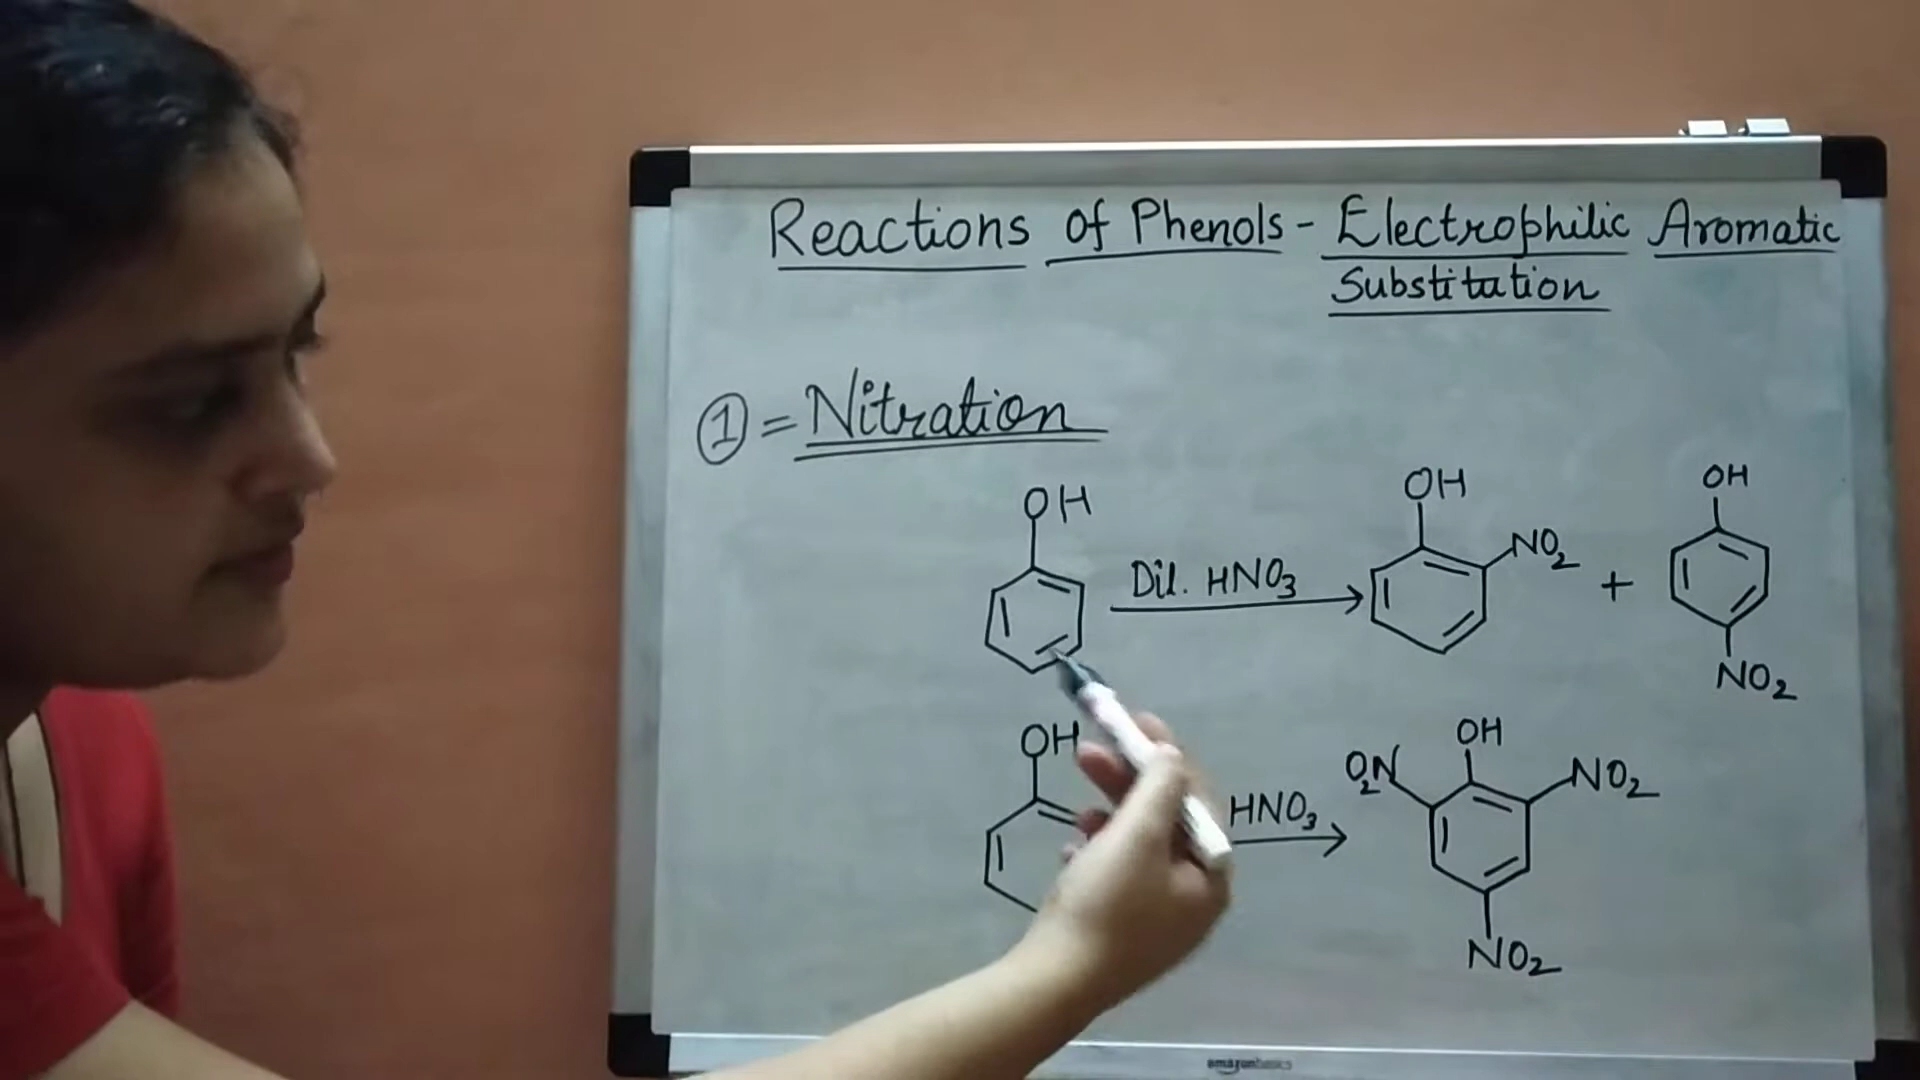 Reactions of Phenols - Electrophilic Aromatic
Substitution
① = Nitration
OH
Dil. HNO₃
OH
NO₂
+
OH
NO₂
OH
HNO₃
OH
O₂N
NO₂
NO₂
amazonbasics